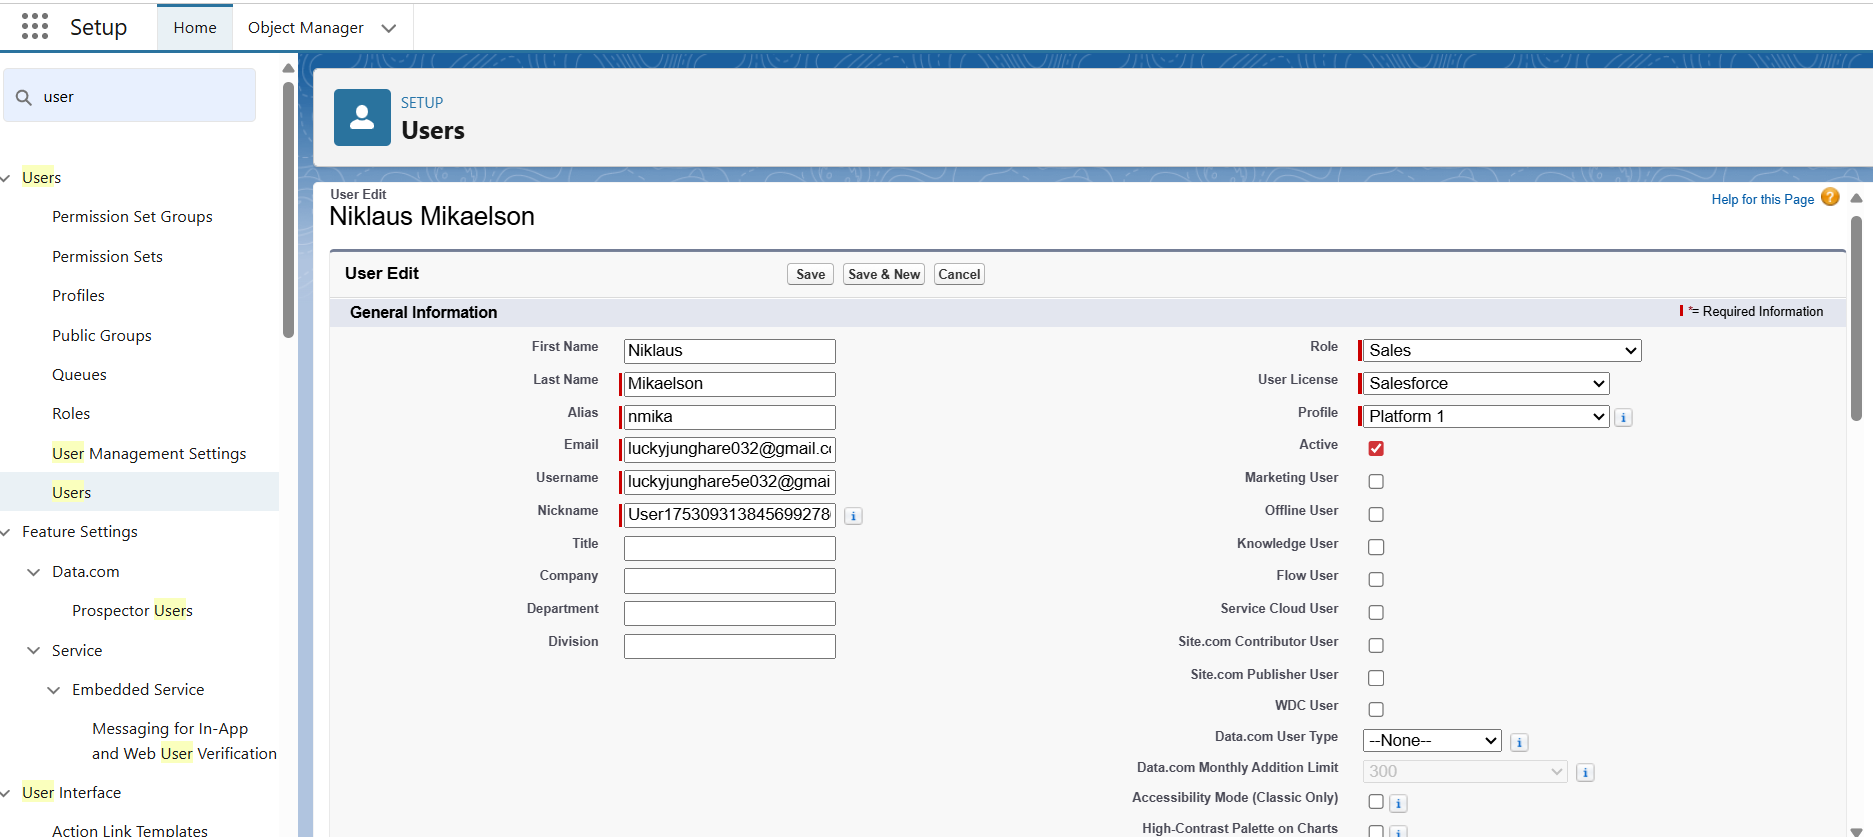 Setup
Home
Object Manager
user
Users
Permission Set Groups
Permission Sets
Profiles
Public Groups
Queues
Roles
User Management Settings
Users
Feature Settings
Data.com
Prospector Users
Service
Embedded Service
Messaging for In-App
and Web User Verification
User Interface
Action Link Templates
SETUP
Users
User Edit
Niklaus Mikaelson
Help for this Page ?
User Edit
Save
Save & New
Cancel
General Information
*= Required Information
First Name Niklaus
Last Name Mikaelson
Alias nmika
Email luckyjunghare032@gmail.c
Username luckyjunghare5e032@gmai
Nickname User175309313845699278 i
Title
Company
Department
Division
Role Sales
User License Salesforce
Profile Platform 1 i
Active
Marketing User
Offline User
Knowledge User
Flow User
Service Cloud User
Site.com Contributor User
Site.com Publisher User
WDC User
Data.com User Type --None-- i
Data.com Monthly Addition Limit 300 i
Accessibility Mode (Classic Only) i
High-Contrast Palette on Charts i